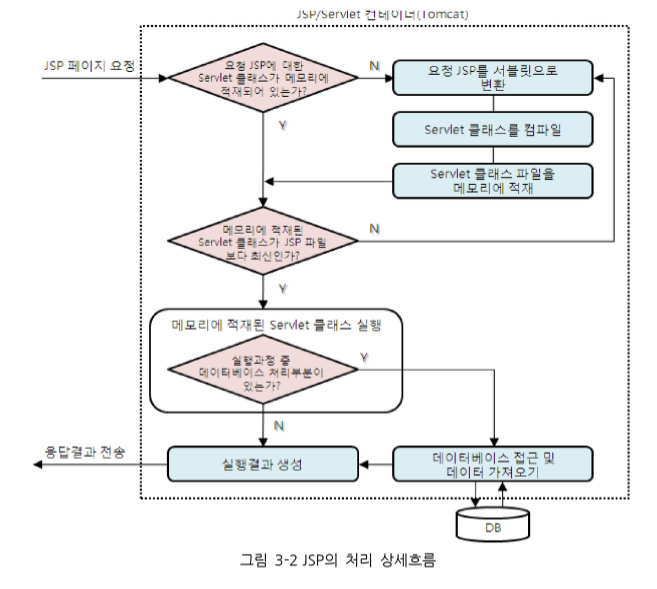 JSP/Servlet 컨테이너(Tomcat)
JSP 페이지 요청
요청 JSP에 대한
Servlet 클래스가 메모리에
적재되어 있는가?
N
요청 JSP를 서블릿으로
변환
Y
Servlet 클래스를 컴파일
Servlet 클래스 파일을
메모리에 적재
메모리에 적재된
Servlet 클래스가 JSP 파일
보다 최신인가?
N
Y
메모리에 적재된 Servlet 클래스 실행
실행과정 중
데이터베이스 처리부분이
있는가?
Y
N
응답결과 전송
실행결과 생성
데이터베이스 접근 및
데이터 가져오기
DB
그림 3-2 JSP의 처리 상세흐름